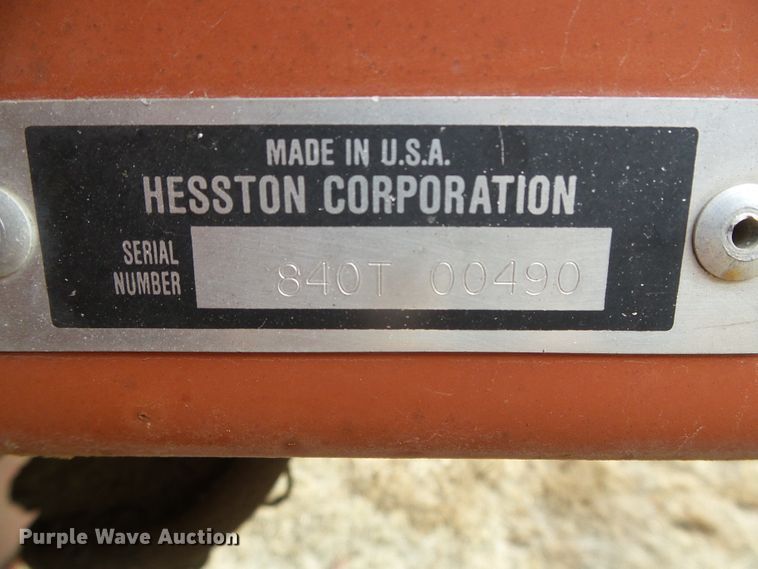 MADE IN U.S.A.
HESSTON CORPORATION
SERIAL
NUMBER
840T 00490
Purple Wave Auction®